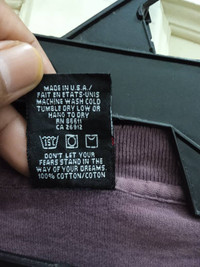 MADE IN U.S.A./
FAIT EN ETATS-UNIS
MACHINE WASH COLD
TUMBLE DRY LOW OR
HANG TO DRY
RN 86611
CA 26912
DON'T LET YOUR
FEARS STAND IN THE
WAY OF YOUR DREAMS.
100% COTTON/COTON